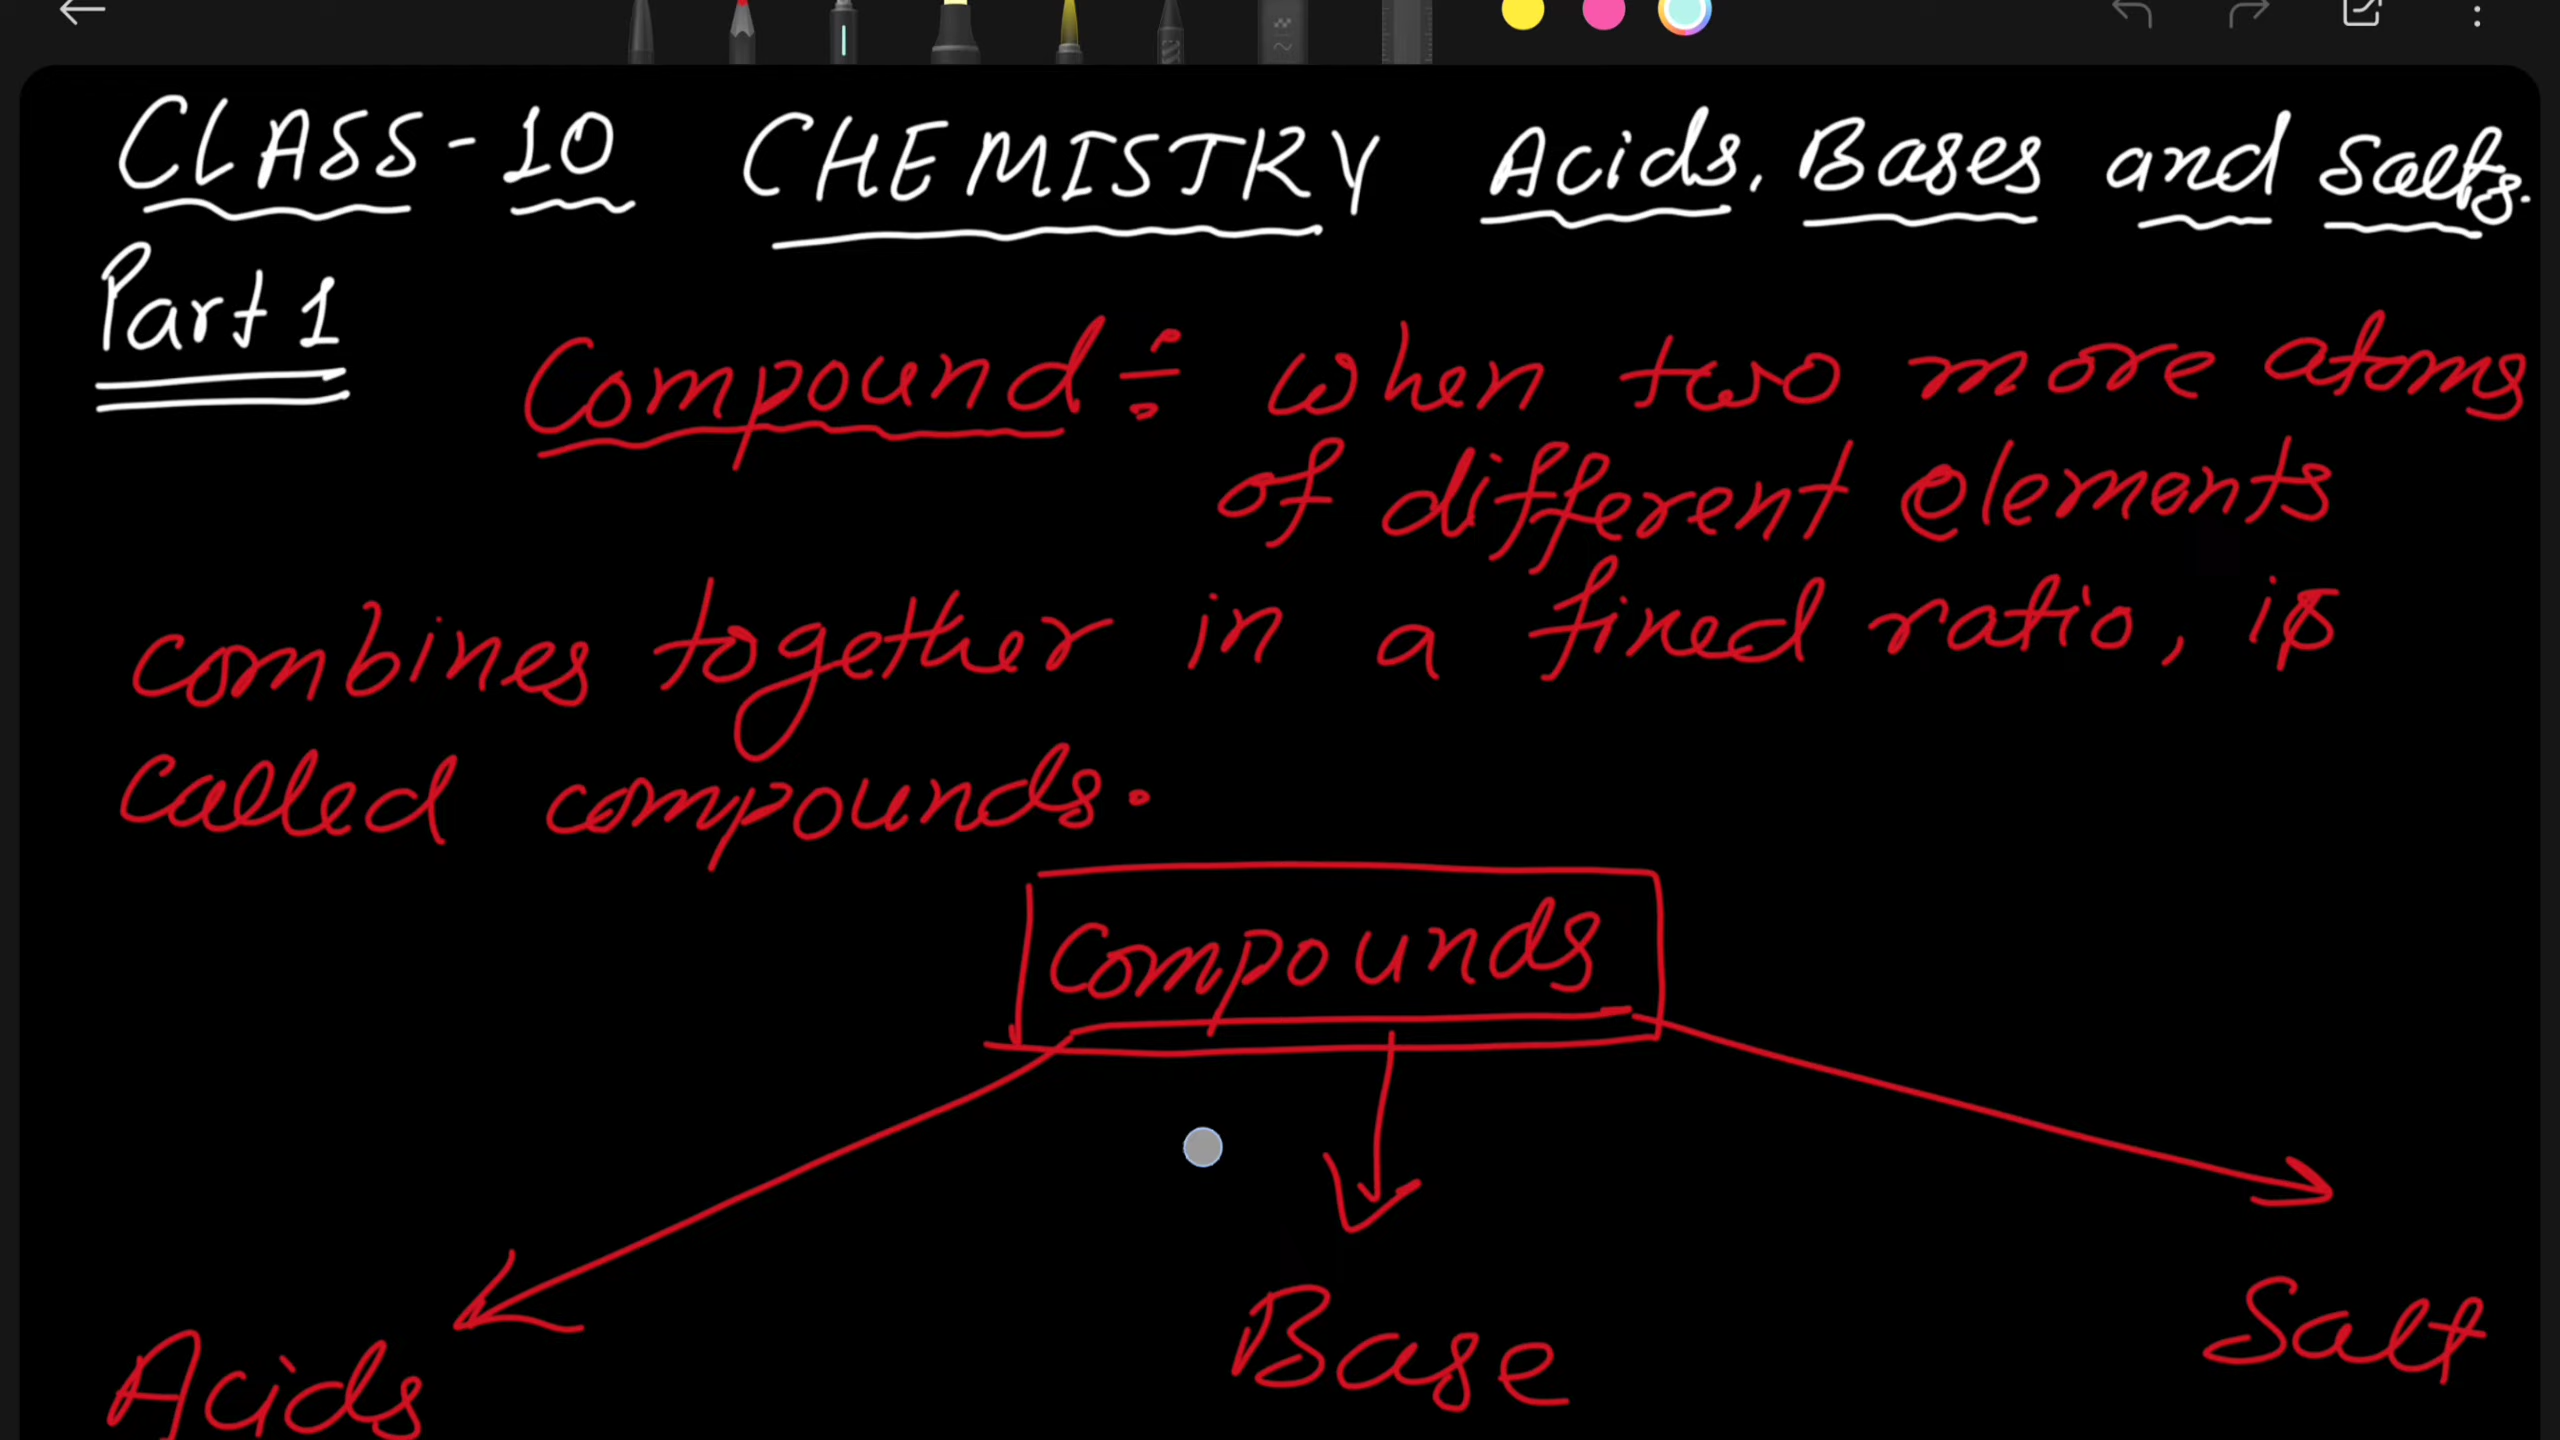 CLASS-10 CHEMISTRY Acids, Bases and Salts.
Part 1
Compound ÷ when two more atoms
of different elements
combines together in a fixed ratio, is
called compounds.
Compounds
Acids Base Salt